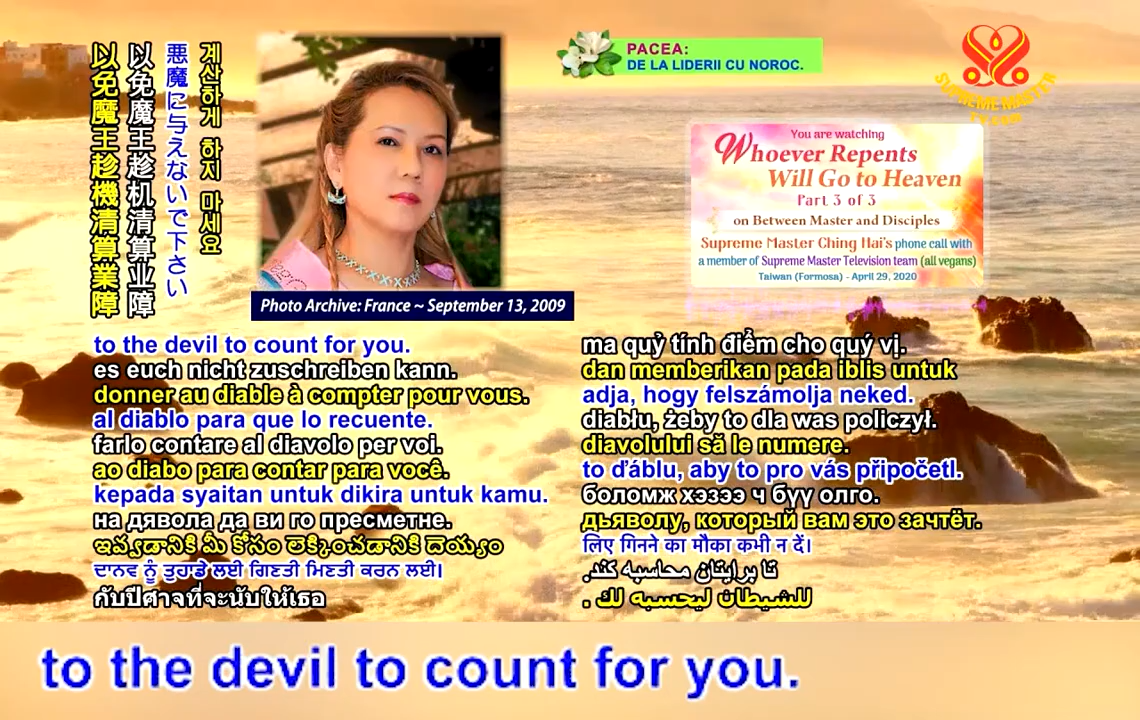 以免魔王趁機清算業障
以免魔王趁机清算业障
悪魔に与えないで下さい
계산하게 하지 마세요
PACEA:
DE LA LIDERII CU NOROC.
SUPREME MASTER
TV.com
You are watching
Whoever Repents
Will Go to Heaven
Part 3 of 3
on Between Master and Disciples
Supreme Master Ching Hai's phone call with
a member of Supreme Master Television team (all vegans)
Taiwan (Formosa) - April 29, 2020
Photo Archive: France ~ September 13, 2009
to the devil to count for you.
es euch nicht zuschreiben kann.
donner au diable à compter pour vous.
al diablo para que lo recuente.
farlo contare al diavolo per voi.
ao diabo para contar para você.
kepada syaitan untuk dikira untuk kamu.
на дявола да ви го пресметне.
ఇవ్వడానికి మీ కోసం లెక్కించడానికి దెయ్యం
ਦਾਨਵ ਨੂੰ ਤੁਹਾਡੇ ਲਈ ਗਿਣਤੀ ਮਿਣਤੀ ਕਰਨ ਲਈ।
กับปีศาจที่จะนับให้เธอ
ma quỷ tính điểm cho quý vị.
dan memberikan pada iblis untuk
adja, hogy felszámolja neked.
diabłu, żeby to dla was policzył.
diavolului să le numere.
to ďáblu, aby to pro vás připočetl.
боломж хэзээ ч бүү олго.
дьяволу, который вам это зачтёт.
लिए गिनने का मौका कभी न दें।
تا برایتان محاسبه کند.
للشيطان ليحسبه لك .
to the devil to count for you.